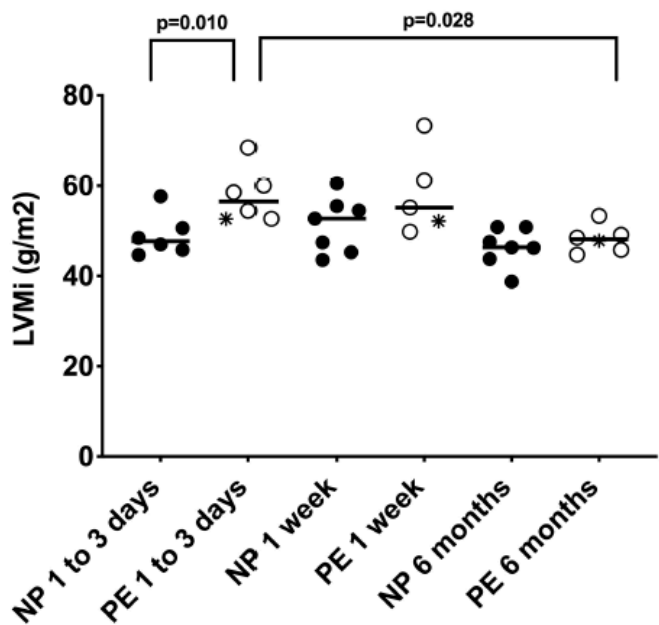 p=0.010
p=0.028
LVMi (g/m2)
80
60
40
20
0
NP 1 to 3 days
PE 1 to 3 days
NP 1 week
PE 1 week
NP 6 months
PE 6 months